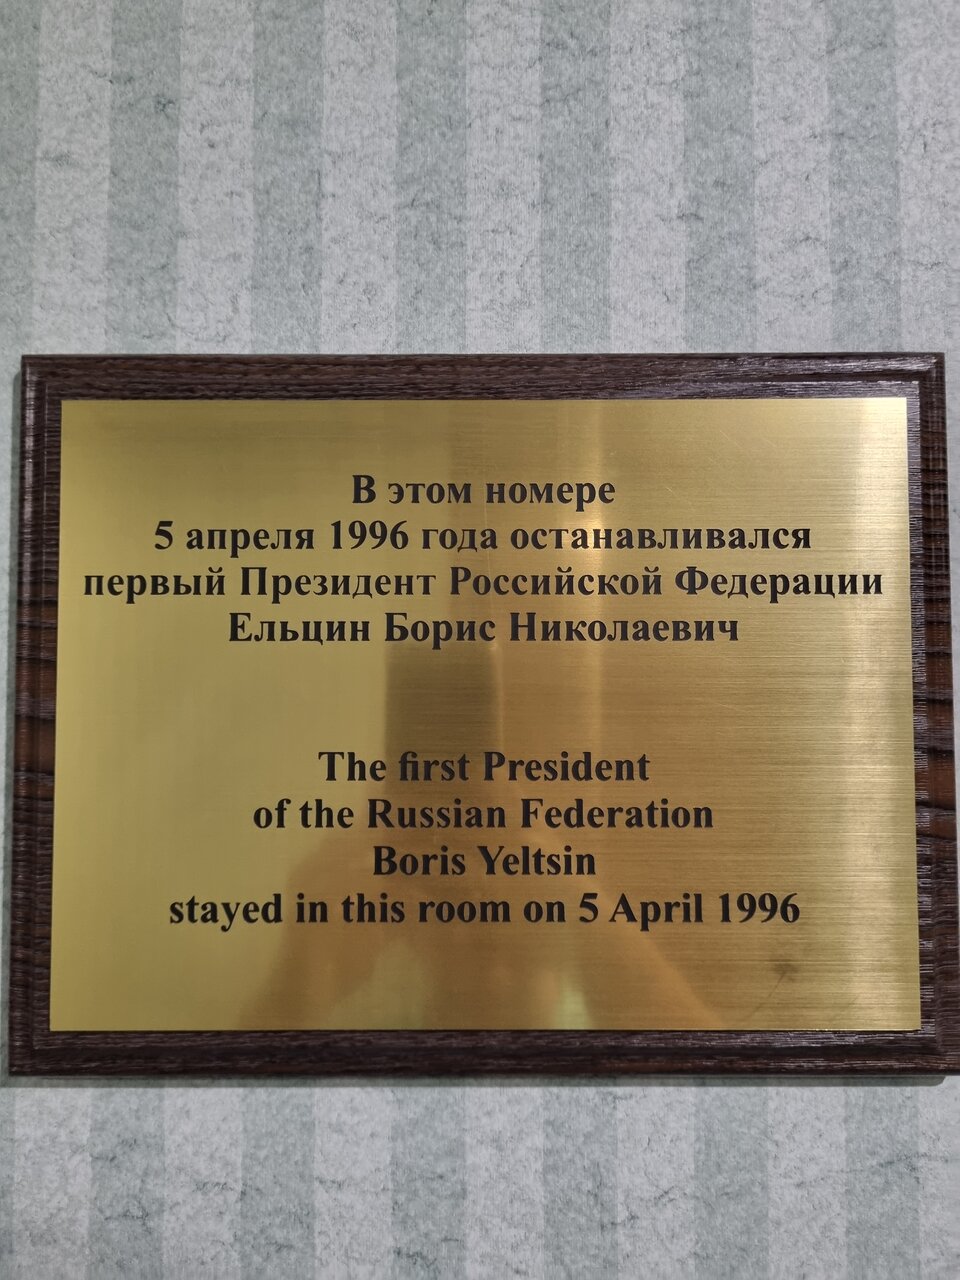 В этом номере
5 апреля 1996 года останавливался
первый Президент Российской Федерации
Ельцин Борис Николаевич
The first President
of the Russian Federation
Boris Yeltsin
stayed in this room on 5 April 1996